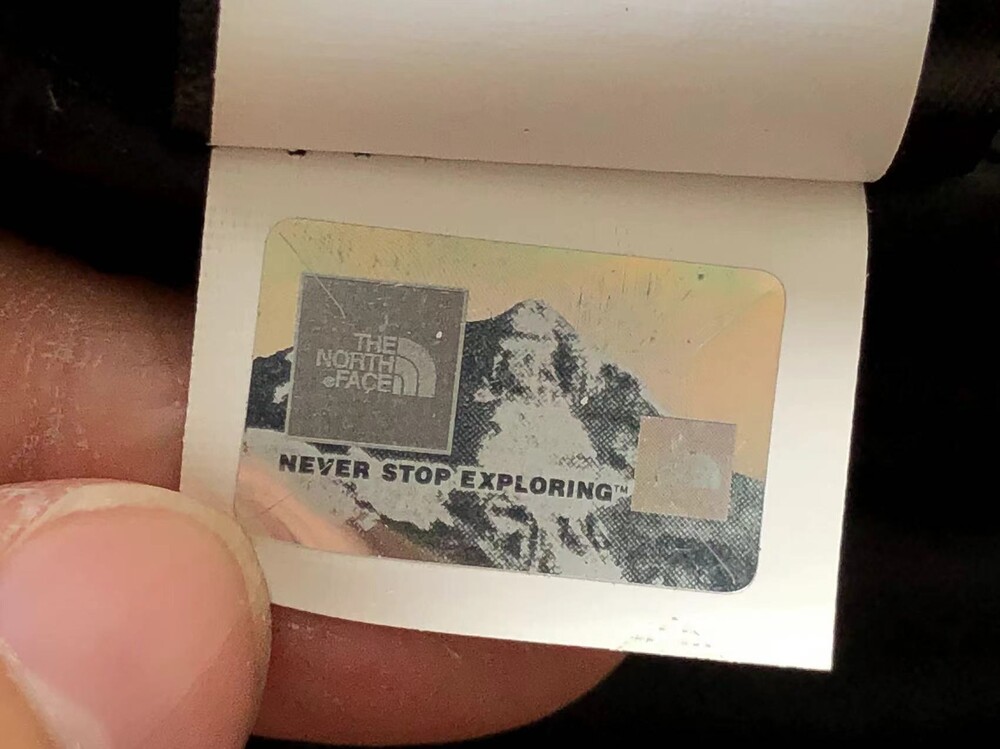 THE
NORTH
FACE
NEVER STOP EXPLORING™